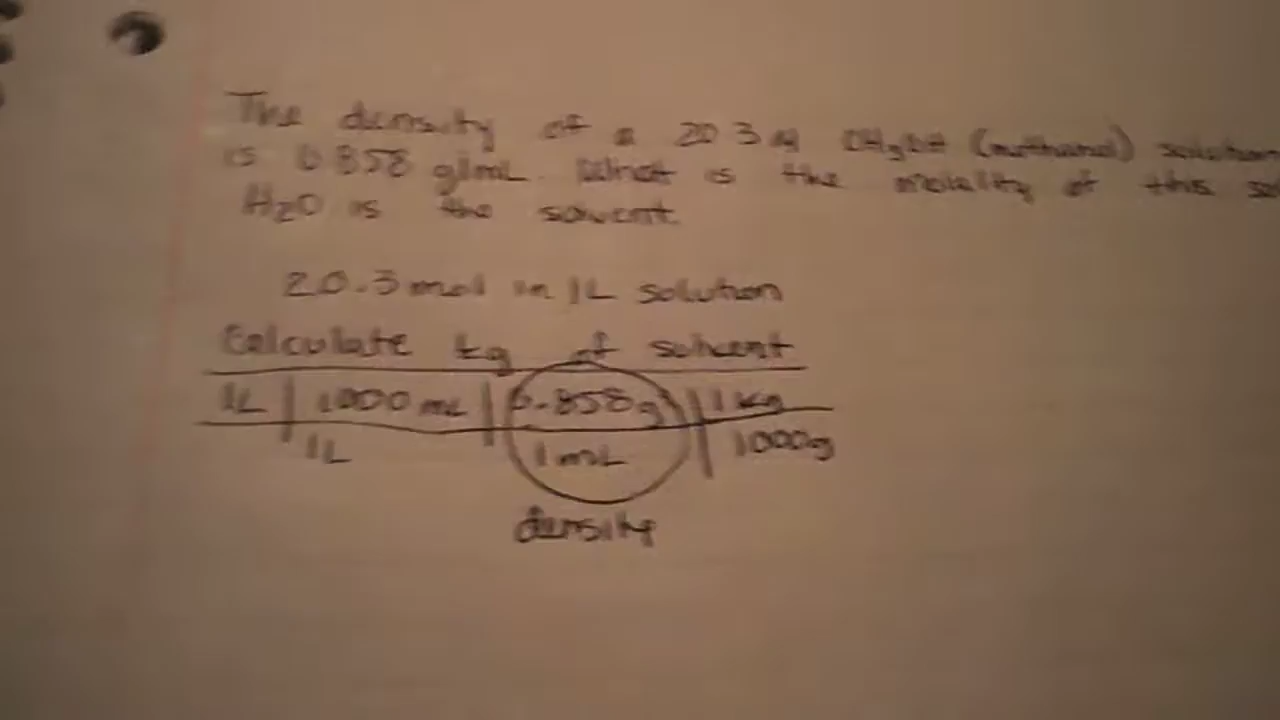 The density of a 20.3 M CH3OH (methanol) solution
is 0.858 g/mL. What is the molality of this
H2O is the solvent.
20.3 mol in 1L solution
Calculate kg of solvent
1L | 1000 mL | 0.858g | 1 kg
1L 1 mL | 1000g
density